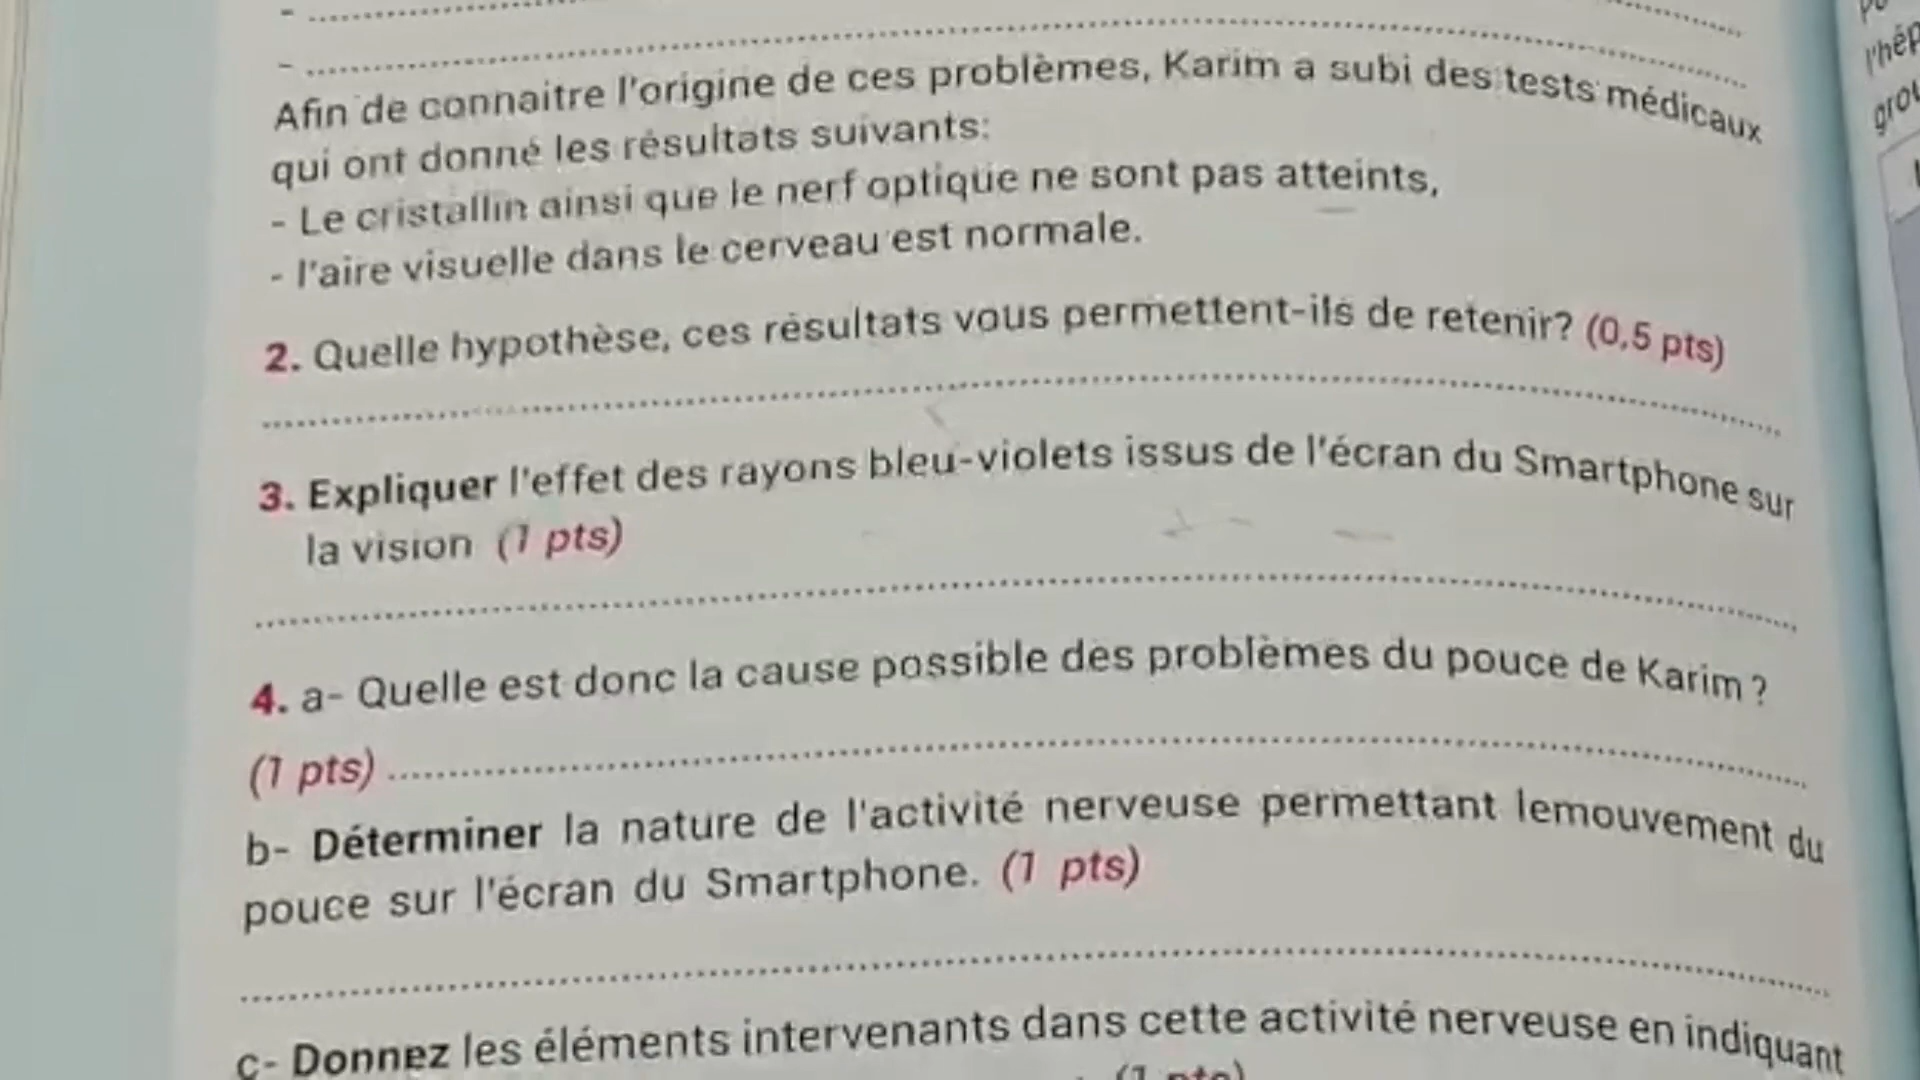 Afin de connaitre l'origine de ces problèmes, Karim a subi des tests médicaux
qui ont donné les résultats suivants:
- Le cristallin ainsi que le nerf optique ne sont pas atteints,
- l'aire visuelle dans le cerveau est normale.
2. Quelle hypothèse, ces résultats vous permettent-ils de retenir? (0,5 pts)
3. Expliquer l'effet des rayons bleu-violets issus de l'écran du Smartphone sur
la vision (1 pts)
4. a- Quelle est donc la cause possible des problèmes du pouce de Karim ?
(1 pts)
b- Déterminer la nature de l'activité nerveuse permettant lemouvement du
pouce sur l'écran du Smartphone. (1 pts)
c- Donnez les éléments intervenants dans cette activité nerveuse en indiquant